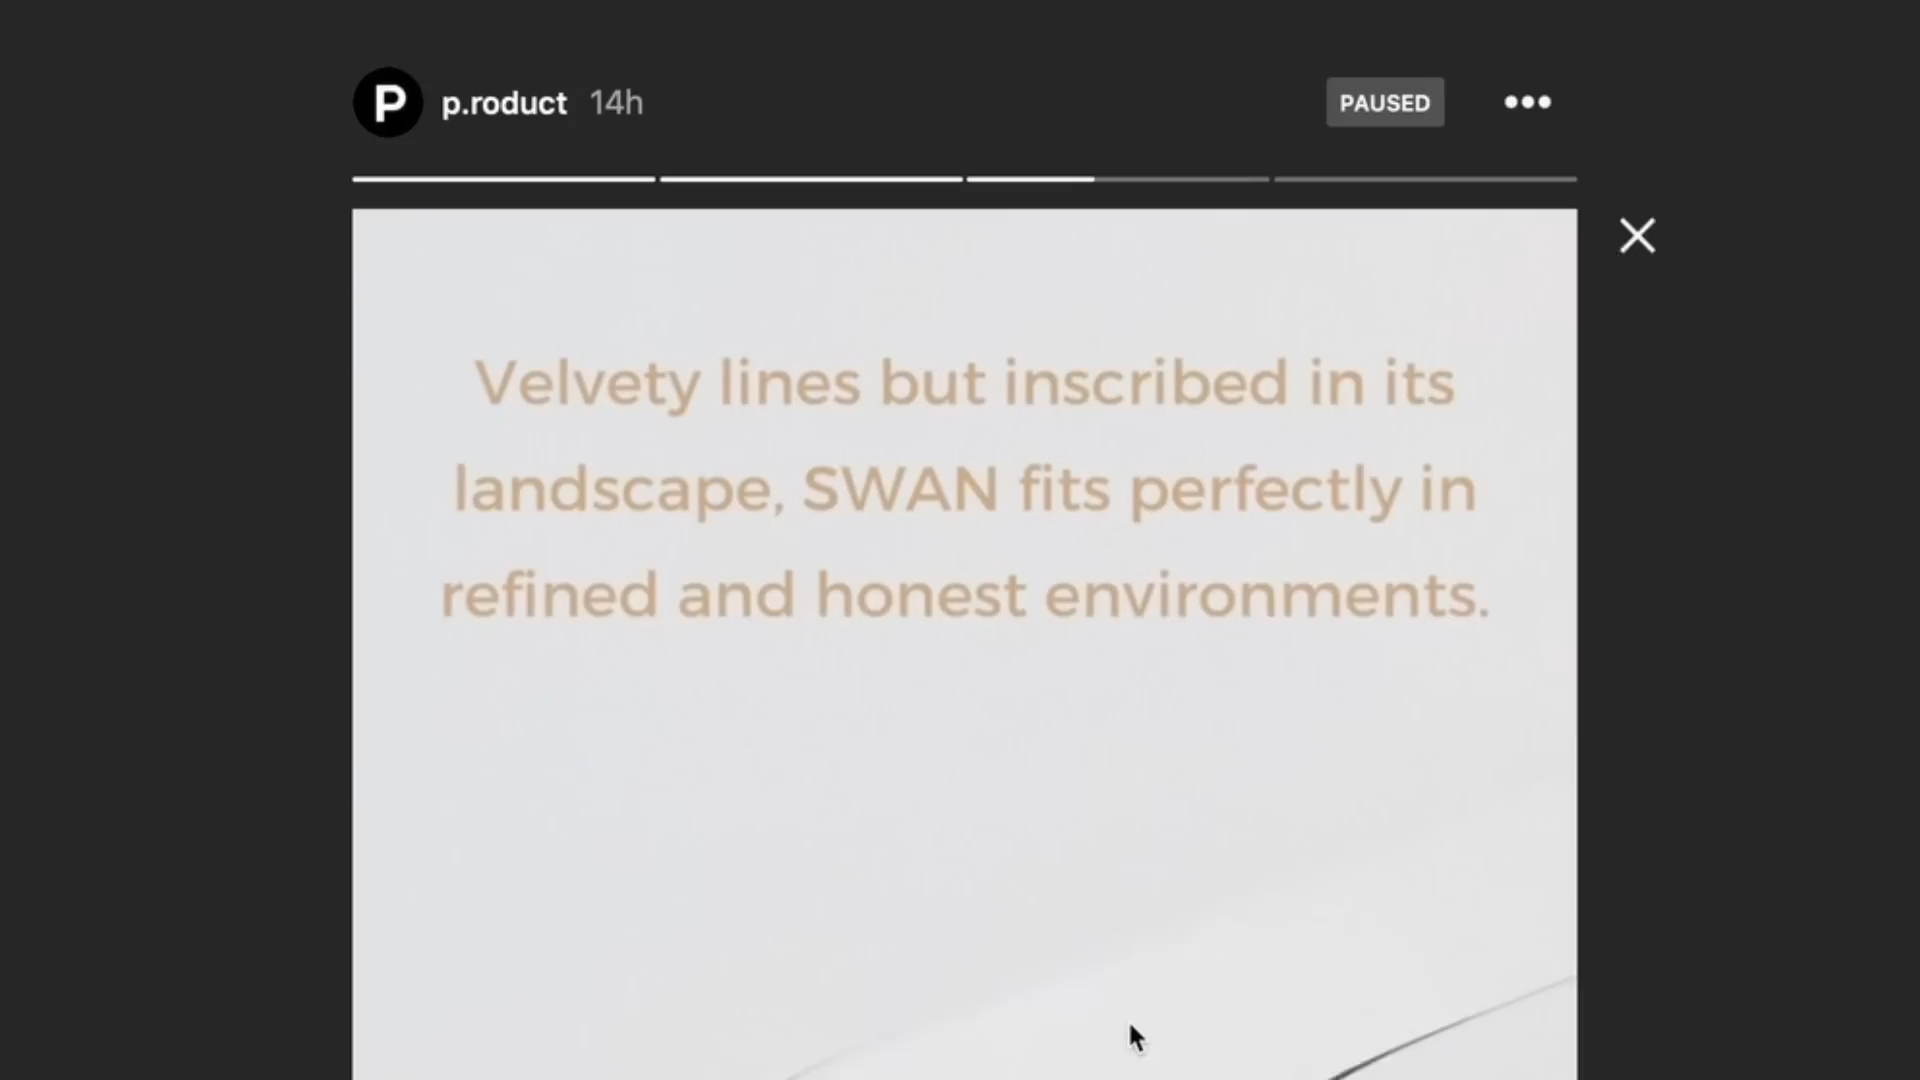 P p.roduct 14h PAUSED
Velvety lines but inscribed in its
landscape, SWAN fits perfectly in
refined and honest environments.